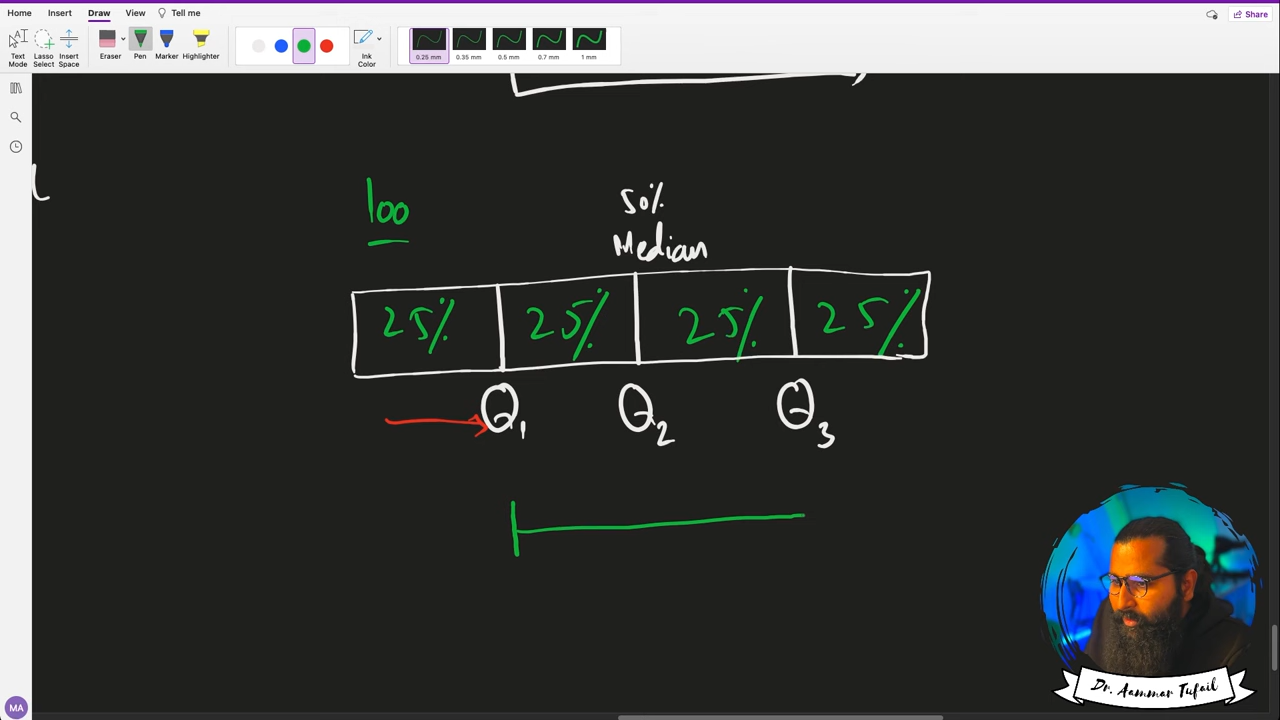 Home Insert Draw View Tell me
Share
Text Mode
Lasso Select
Insert Space
Eraser
Pen
Marker
Highlighter
Ink Color
0.25 mm
0.35 mm
0.5 mm
0.7 mm
1 mm
100
50%
Median
25% 25% 25% 25%
Q1 Q2 Q3
MA
Dr. Aammar Tufail